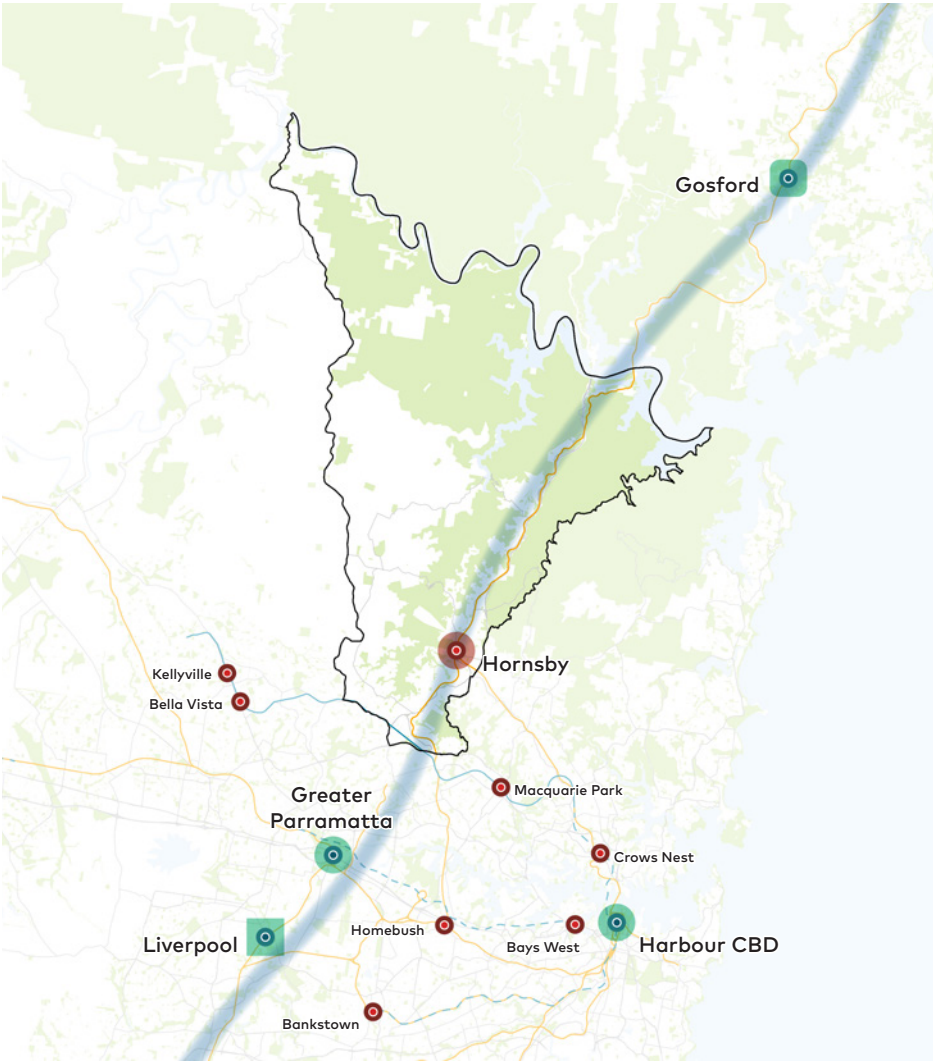 Gosford
Hornsby
Kellyville
Bella Vista
Macquarie Park
Greater
Parramatta
Crows Nest
Homebush
Bays West
Liverpool
Harbour CBD
Bankstown